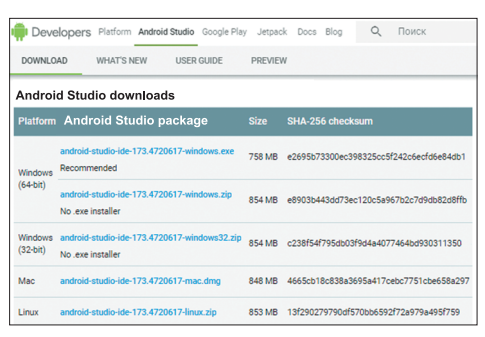 Developers Platform Android Studio Google Play Jetpack Docs Blog Поиск
DOWNLOAD WHAT'S NEW USER GUIDE PREVIEW
Android Studio downloads
Platform Android Studio package Size SHA-256 checksum
Windows (64-bit)
android-studio-ide-173.4720617-windows.exe 758 MB e2695b73300ec398325cc5f242c6ecfd6e84db1
Recommended
android-studio-ide-173.4720617-windows.zip 854 MB e8903b443dd73ec120c5a967b2c7d9db82d8ffb
No .exe installer
Windows (32-bit)
android-studio-ide-173.4720617-windows32.zip 854 MB c238f54f795db03f9d4a4077464bd930311350
No .exe installer
Mac android-studio-ide-173.4720617-mac.dmg 848 MB 4665cb18c838a3695a417cebc7751cbe658a297
Linux android-studio-ide-173.4720617-linux.zip 853 MB 13f290279790df570bb6592f72a979a495f759